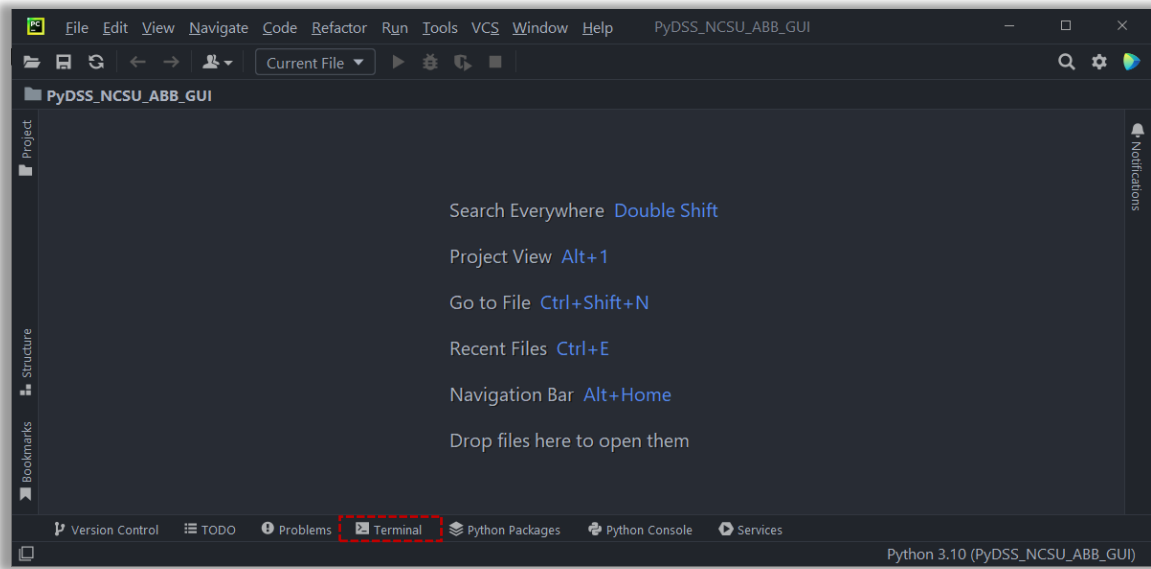 PC File Edit View Navigate Code Refactor Run Tools VCS Window Help PyDSS_NCSU_ABB_GUI
Current File
PyDSS_NCSU_ABB_GUI
Project
Notifications
Search Everywhere Double Shift
Project View Alt+1
Go to File Ctrl+Shift+N
Recent Files Ctrl+E
Navigation Bar Alt+Home
Drop files here to open them
Structure
Bookmarks
Version Control TODO Problems Terminal Python Packages Python Console Services
Python 3.10 (PyDSS_NCSU_ABB_GUI)